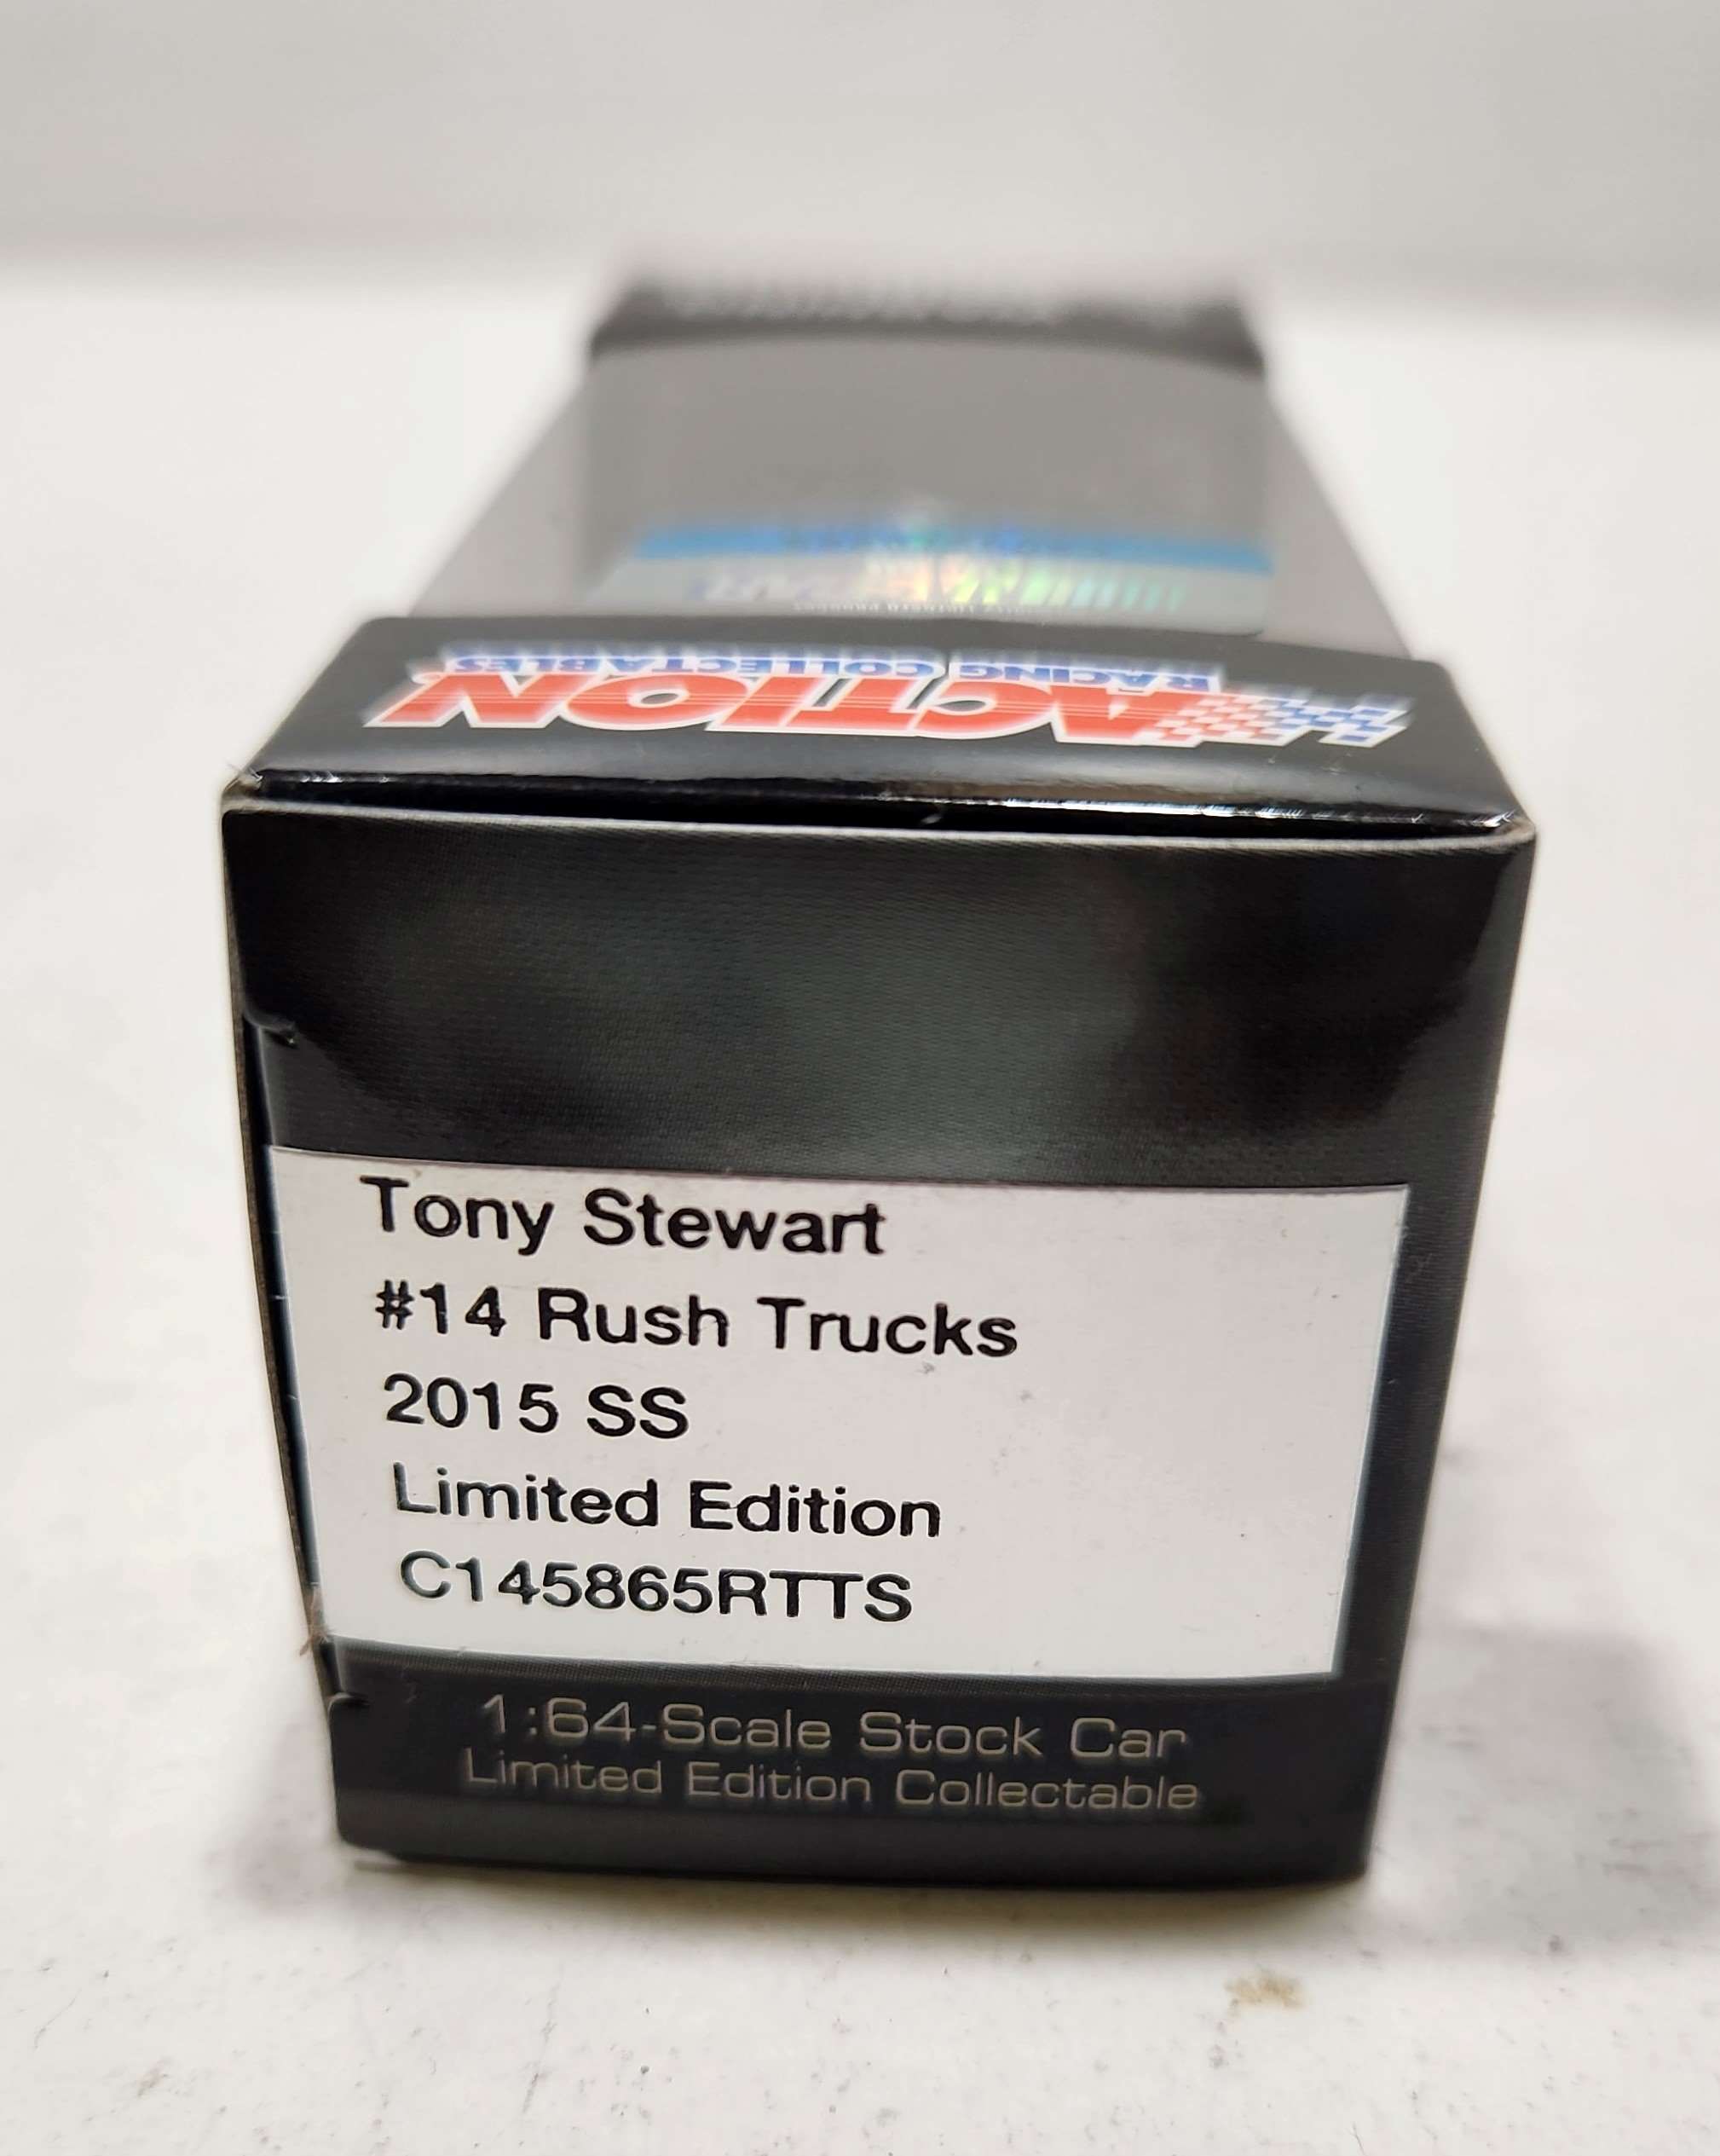 ACTION
RACING COLLECTABLES
Tony Stewart
#14 Rush Trucks
2015 SS
Limited Edition
C145865RTTS
1:64-Scale Stock Car
Limited Edition Collectable